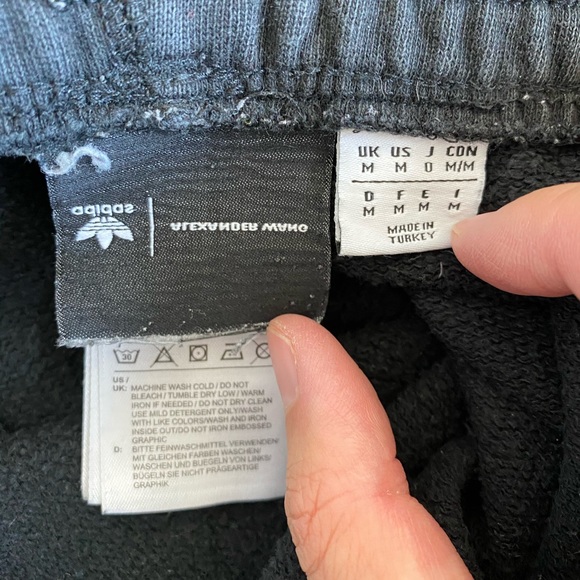 UK US J CDN
M M O M/M
D F E I
M M M M
MADE IN
TURKEY
adidas
ALEXANDER WANG
30
US /
UK: MACHINE WASH COLD / DO NOT
BLEACH / TUMBLE DRY LOW / WARM
IRON IF NEEDED / DO NOT DRY CLEAN
USE MILD DETERGENT ONLY/WASH
WITH LIKE COLORS/WASH AND IRON
INSIDE OUT/DO NOT IRON EMBOSSED
GRAPHIC
D: BITTE FEINWASCHMITTEL VERWENDEN/
MIT GLEICHEN FARBEN WASCHEN/
WASCHEN UND BUEGELN VON LINKS/
BÜGELN SIE NICHT PRÄGEARTIGE
GRAPHIK